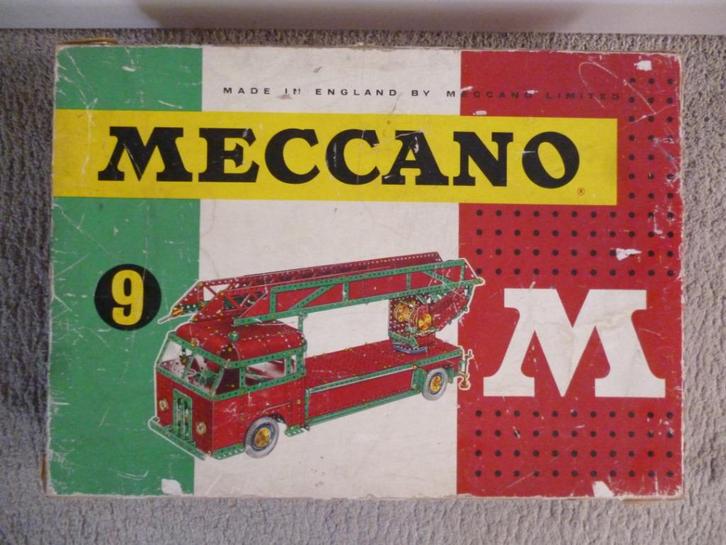 MADE IN ENGLAND BY MECCANO LIMITED
MECCANO
®
9
M